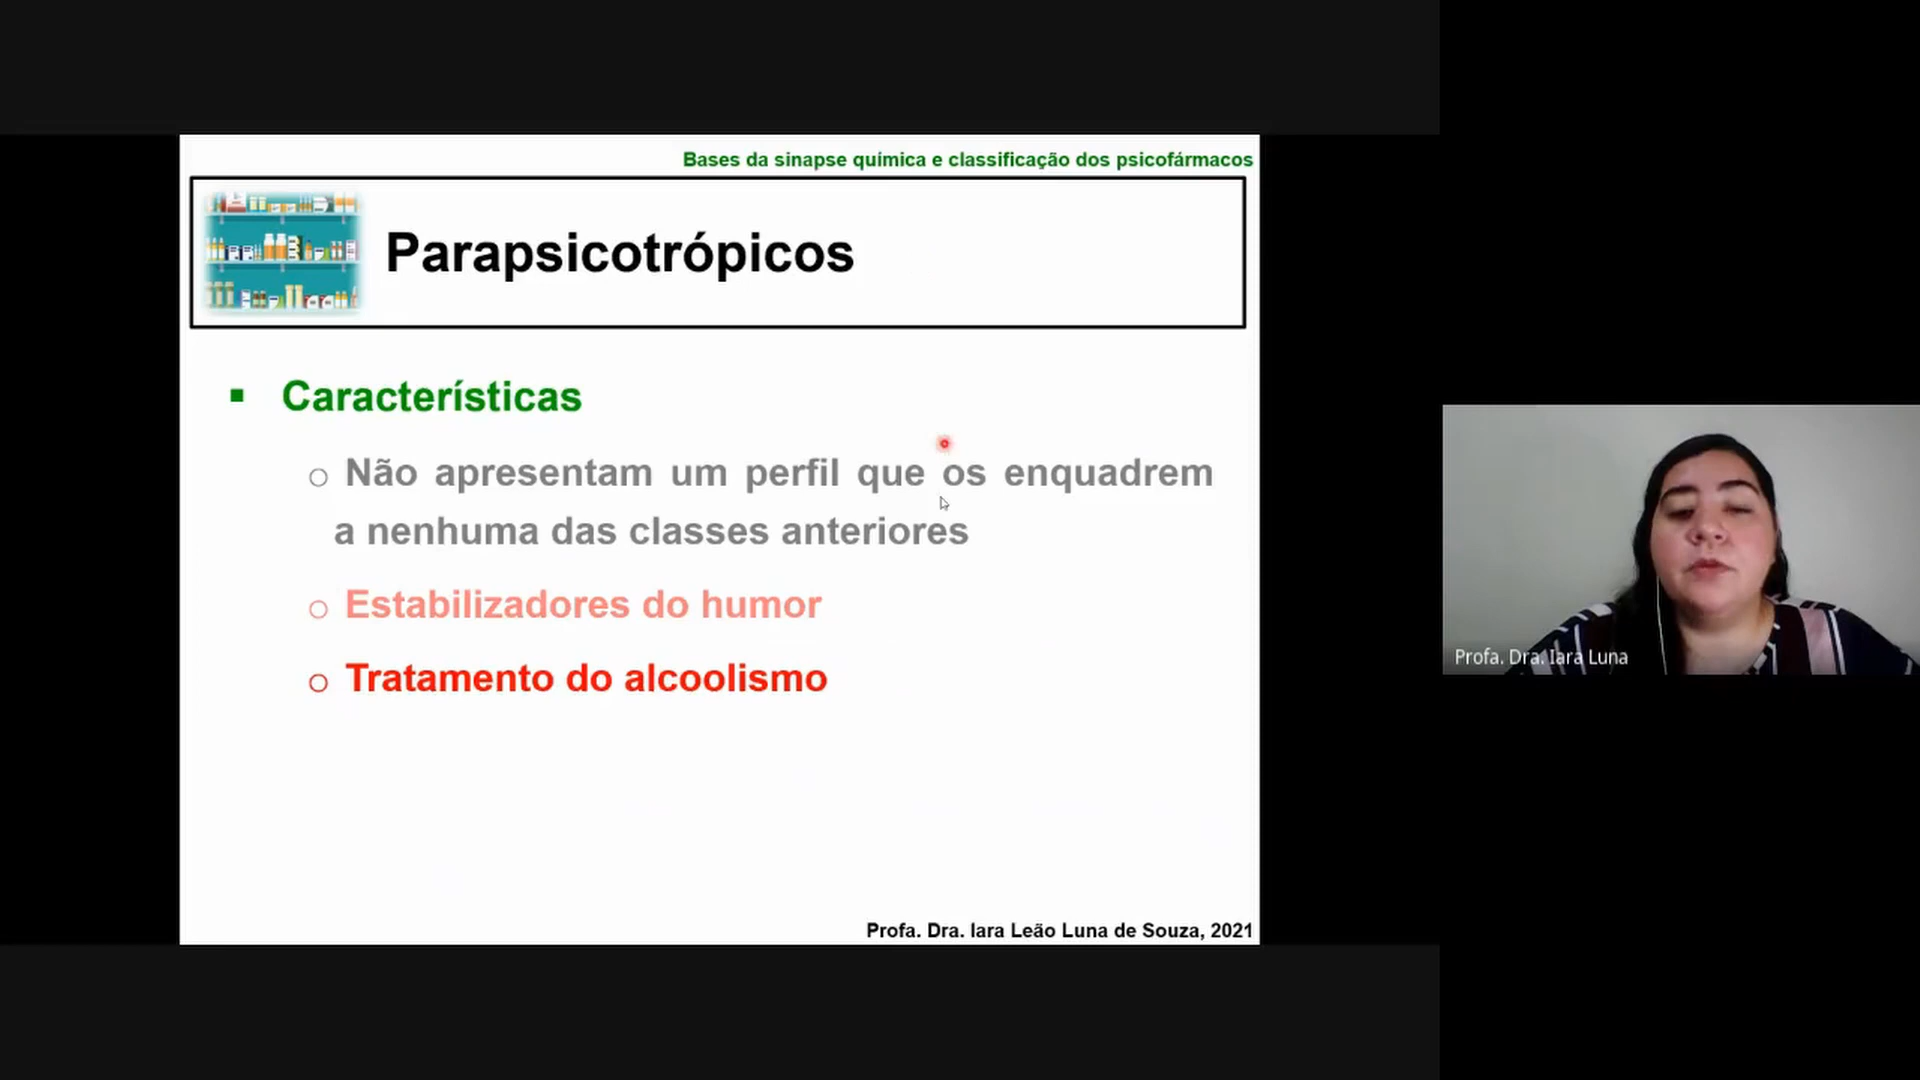 Bases da sinapse química e classificação dos psicofármacos
Parapsicotrópicos
▪ Características
o Não apresentam um perfil que os enquadrem
a nenhuma das classes anteriores
o Estabilizadores do humor
o Tratamento do alcoolismo
Profa. Dra. Iara Leão Luna de Souza, 2021
Profa. Dra. Iara Luna